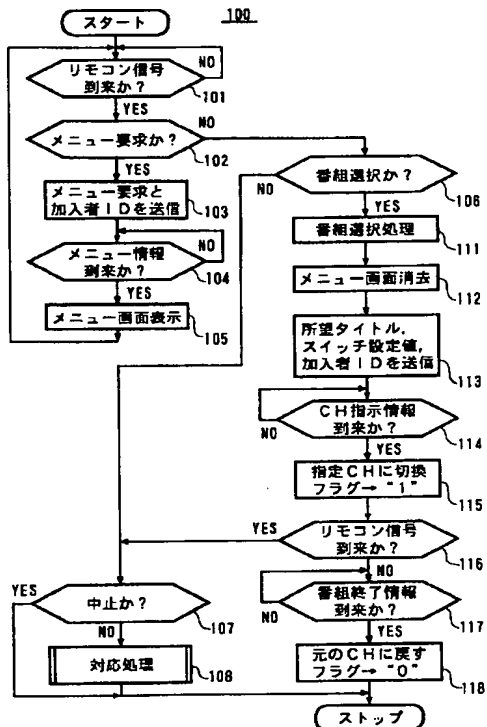 100
スタート
リモコン信号
到来か?
NO
101
YES
メニュー要求か?
NO
102
YES
メニュー要求と
加入者IDを送信
103
メニュー情報
到来か?
NO
104
YES
メニュー画面表示
105
番組選択か?
NO
106
YES
番組選択処理
111
メニュー画面消去
112
所望タイトル,
スイッチ設定値,
加入者IDを送信
113
CH指示情報
到来か?
NO
114
YES
指定CHに切換
フラグ→“1”
115
リモコン信号
到来か?
YES
116
NO
番組終了情報
到来か?
NO
117
YES
元のCHに戻す
フラグ→“0”
118
中止か?
YES
107
NO
対応処理
108
ストップ